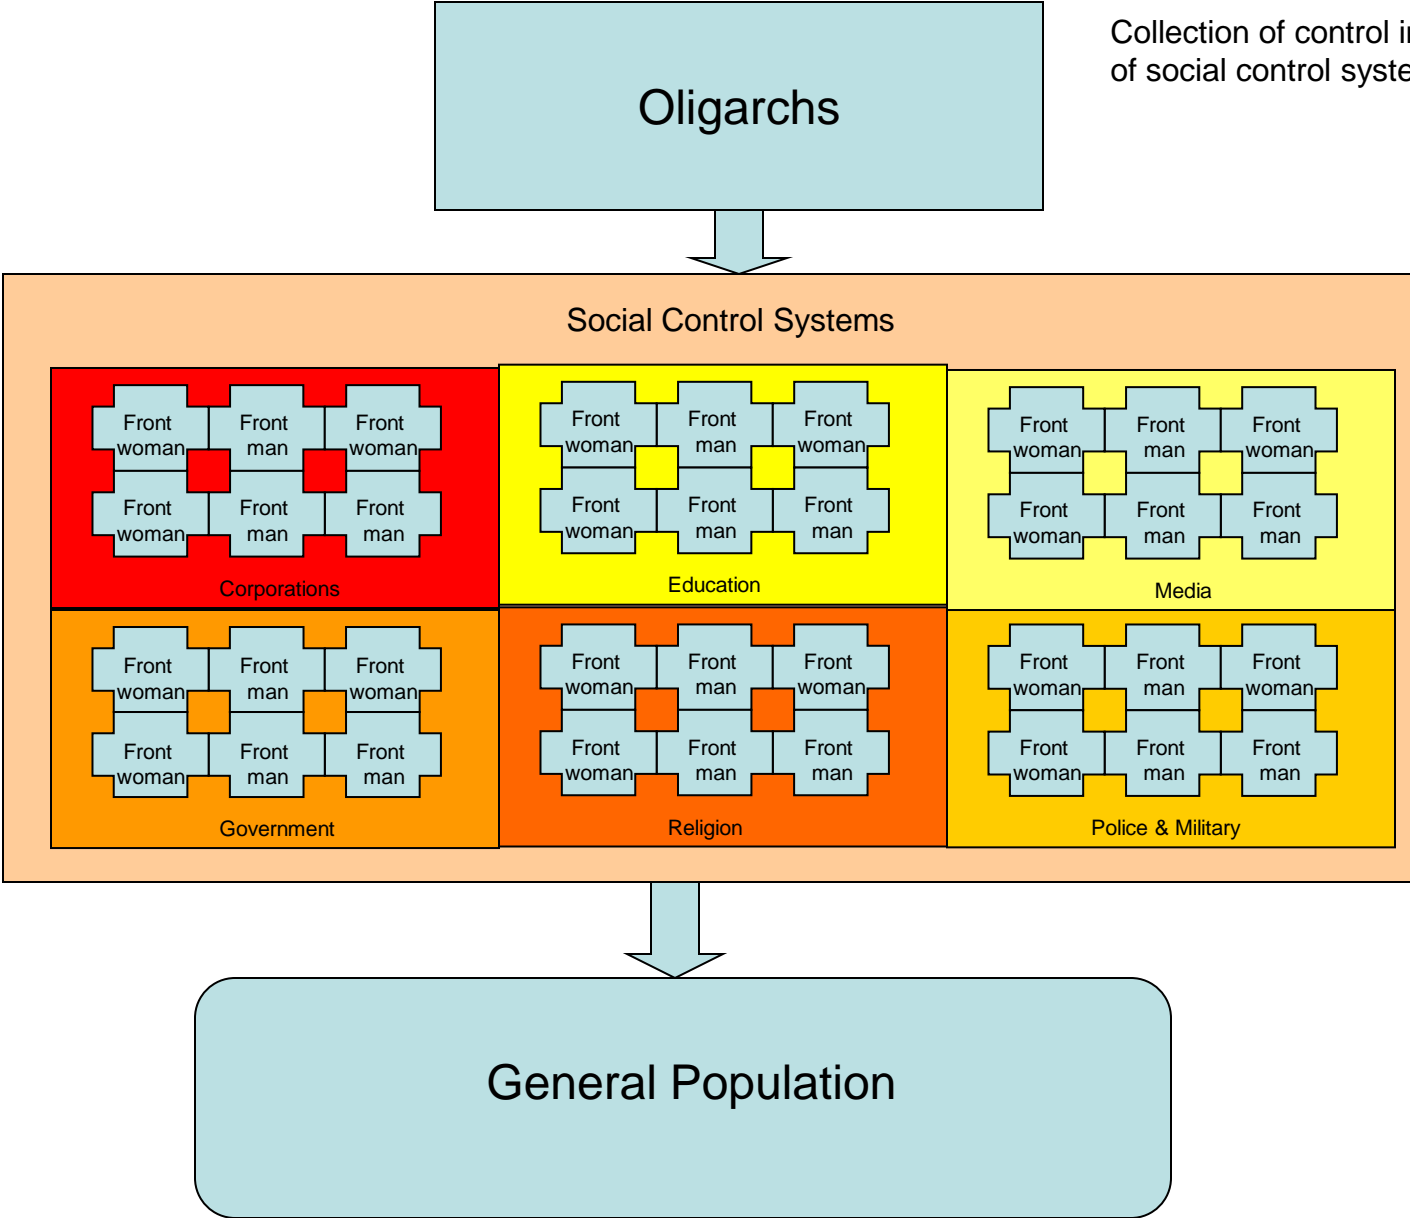 Oligarchs
Collection of control
of social control
Social Control Systems
Front Front Front
woman man woman
Front Front Front
woman man man
Corporations
Front Front Front
woman man woman
Front Front Front
woman man man
Education
Front Front Front
woman man woman
Front Front Front
woman man man
Media
Front Front Front
woman man woman
Front Front Front
woman man man
Government
Front Front Front
woman man woman
Front Front Front
woman man man
Religion
Front Front Front
woman man woman
Front Front Front
woman man man
Police & Military
General Population